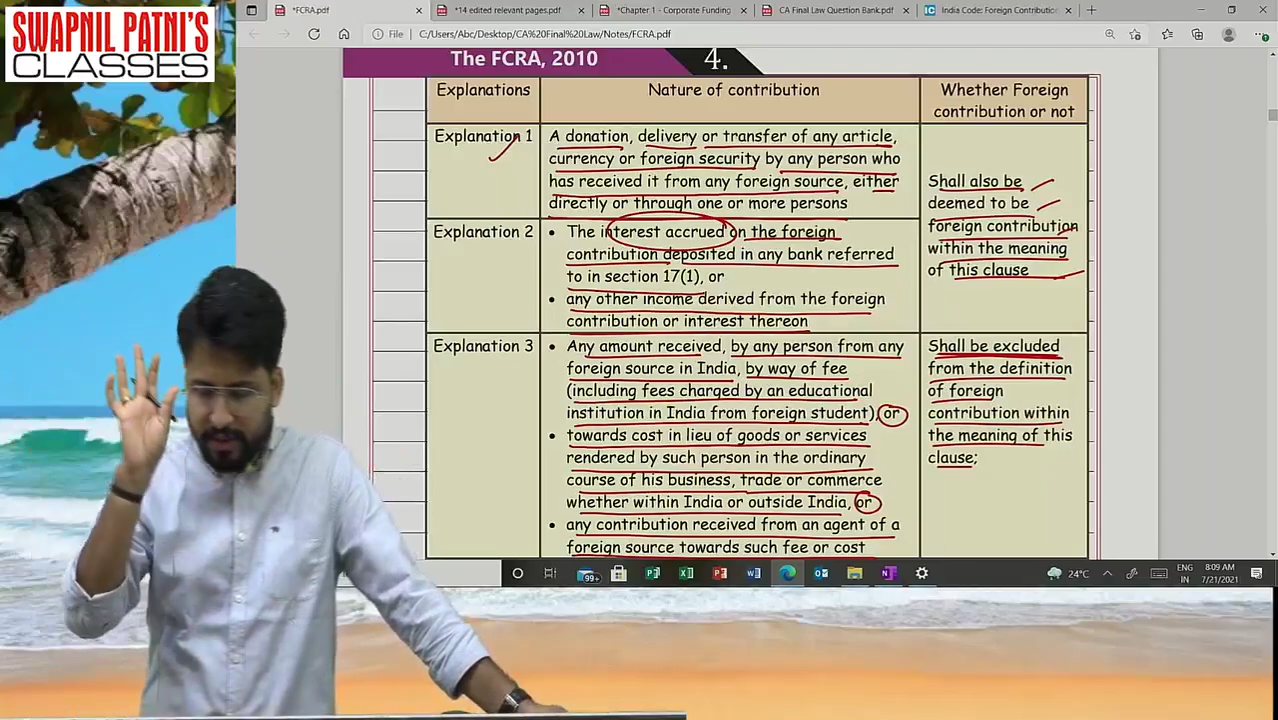 SWAPNIL PATNI'S
CLASSES
*FCRA.pdf
*14 edited relevant pages.pdf
*Chapter 1 - Corporate Funding
CA Final Law Question Bank.pdf
India Code: Foreign Contributio
File
C:/Users/Abc/Desktop/CA%20Final%20Law/Notes/FCRA.pdf
The FCRA, 2010
4.
Explanations
Nature of contribution
Whether Foreign
contribution or not
Explanation 1
A donation, delivery or transfer of any article,
currency or foreign security by any person who
has received it from any foreign source, either
directly or through one or more persons
Shall also be
deemed to be
foreign contribution
within the meaning
of this clause
Explanation 2
• The interest accrued on the foreign
contribution deposited in any bank referred
to in section 17(1), or
• any other income derived from the foreign
contribution or interest thereon
Explanation 3
• Any amount received, by any person from any
foreign source in India, by way of fee
(including fees charged by an educational
institution in India from foreign student), or
• towards cost in lieu of goods or services
rendered by such person in the ordinary
course of his business, trade or commerce
whether within India or outside India, or
• any contribution received from an agent of a
foreign source towards such fee or cost
Shall be excluded
from the definition
of foreign
contribution within
the meaning of this
clause;
99+
24°C
ENG
IN
8:09 AM
7/21/2021